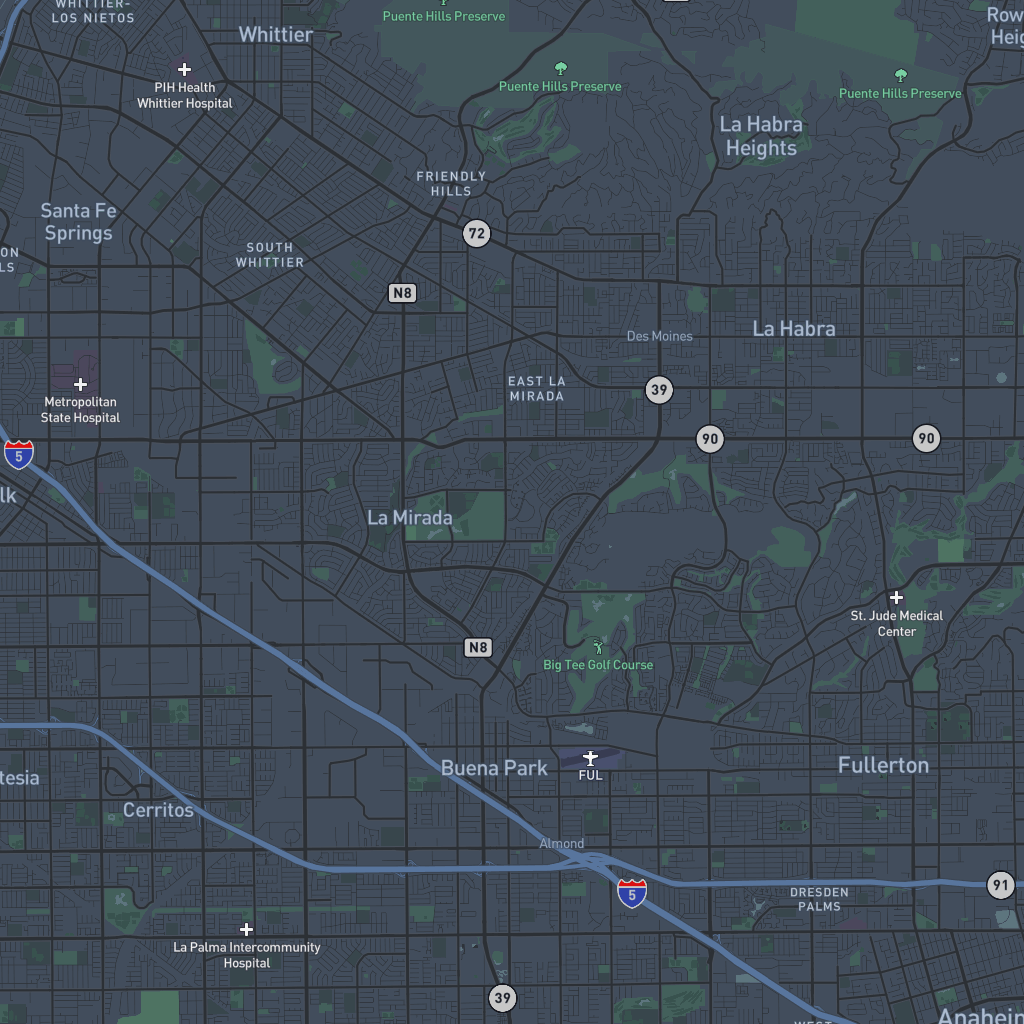 WHITTIER-
LOS NIETOS
Puente Hills Preserve
Whittier
PIH Health
Whittier Hospital
Puente Hills Preserve
Puente Hills Preserve
La Habra
Heights
FRIENDLY
HILLS
Santa Fe
Springs
72
SOUTH
WHITTIER
N8
La Habra
Des Moines
EAST LA
MIRADA
39
Metropolitan
State Hospital
90
90
5
La Mirada
St. Jude Medical
Center
N8
Big Tee Golf Course
Buena Park
FUL
Fullerton
Cerritos
Almond
5
91
DRESDEN
PALMS
La Palma Intercommunity
Hospital
39